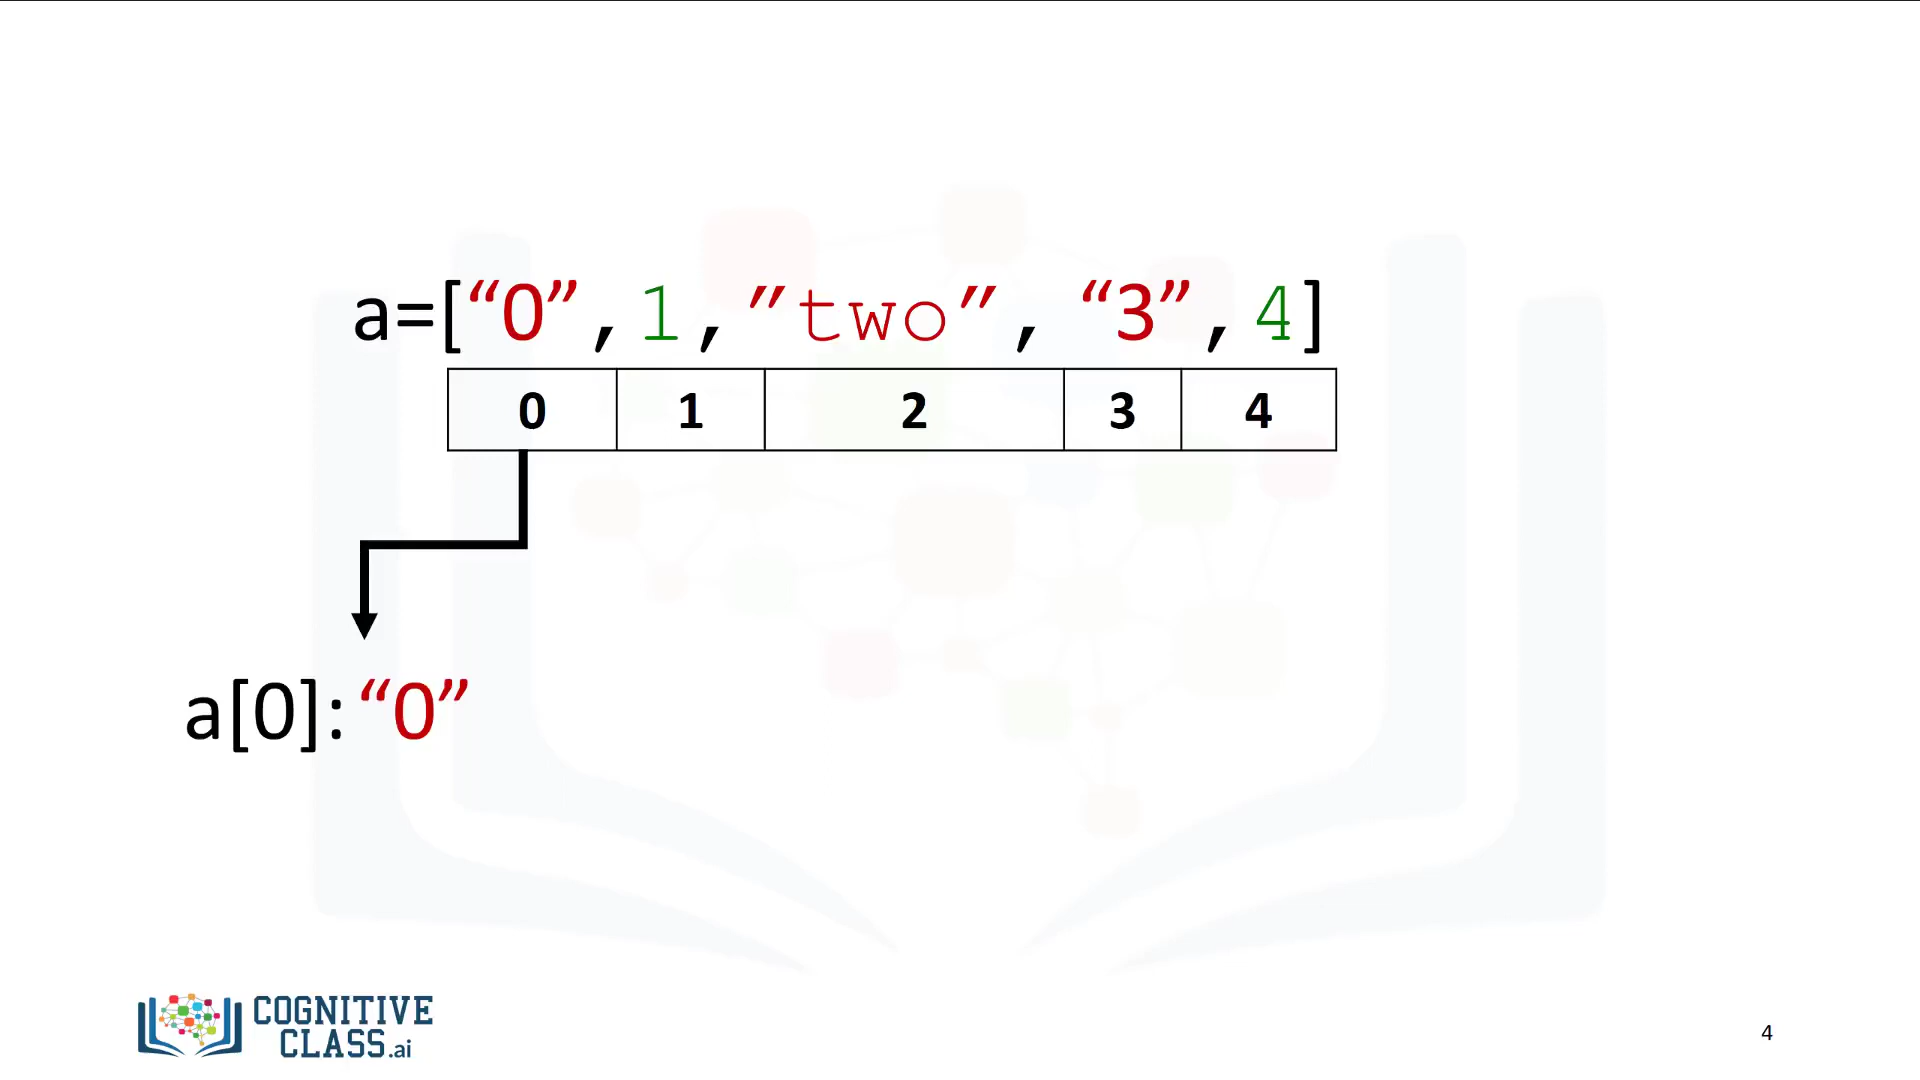 a=[“0”,1,”two”,“3”,4]
0 1 2 3 4
a[0]:“0”
COGNITIVE
CLASS.ai
4